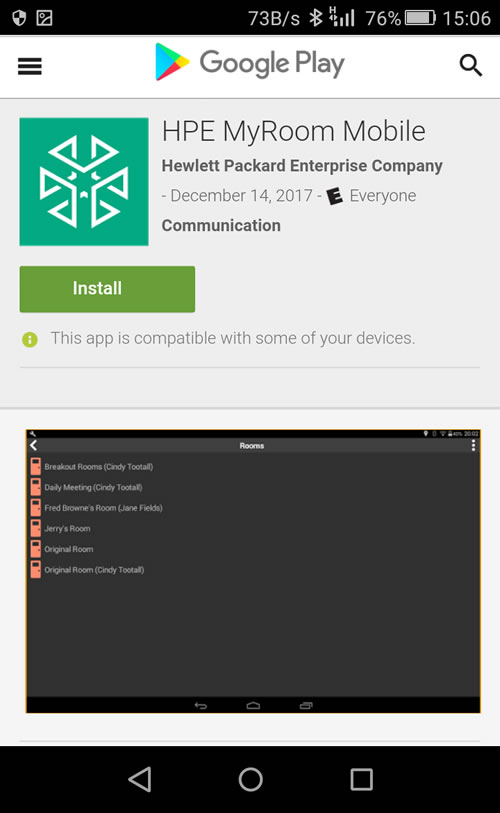 73B/s H 76% 15:06
Google Play
HPE MyRoom Mobile
Hewlett Packard Enterprise Company
- December 14, 2017 - E Everyone
Communication
Install
This app is compatible with some of your devices.
40% 20:02
Rooms
Breakout Rooms (Cindy Tootall)
Daily Meeting (Cindy Tootall)
Fred Browne's Room (Jane Fields)
Jerry's Room
Original Room
Original Room (Cindy Tootall)